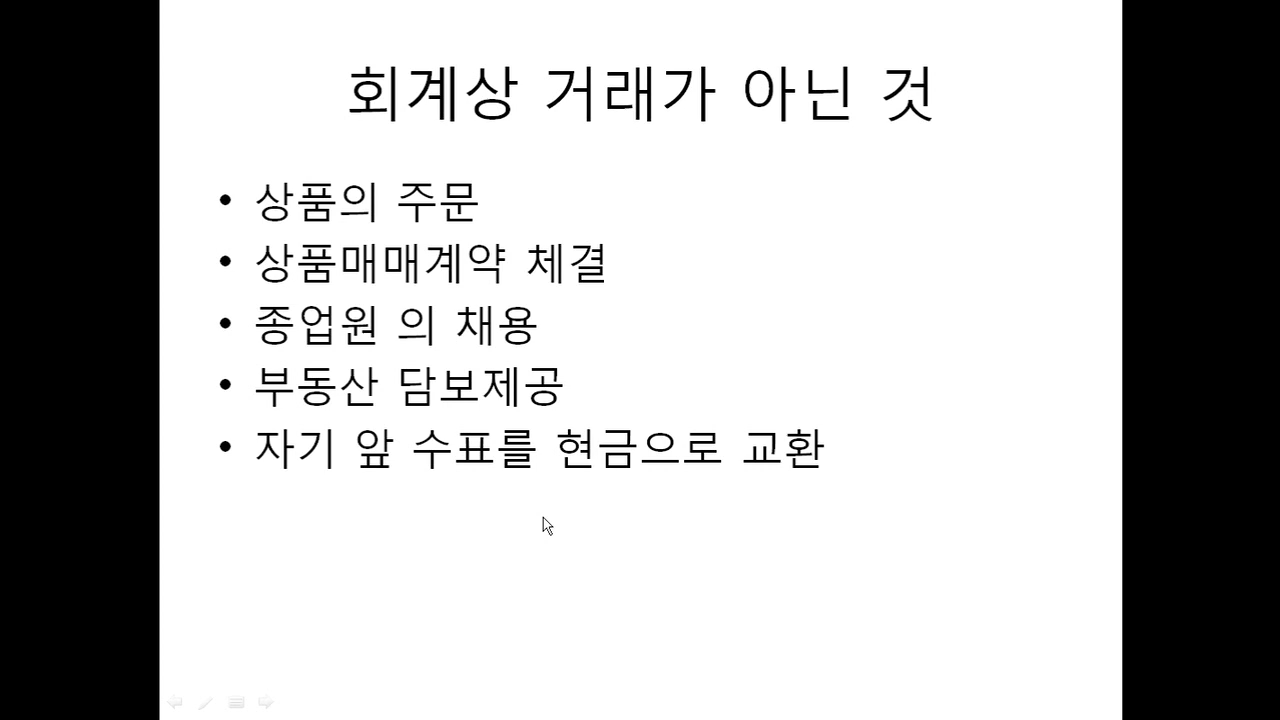 회계상 거래가 아닌 것
• 상품의 주문
• 상품매매계약 체결
• 종업원 의 채용
• 부동산 담보제공
• 자기 앞 수표를 현금으로 교환